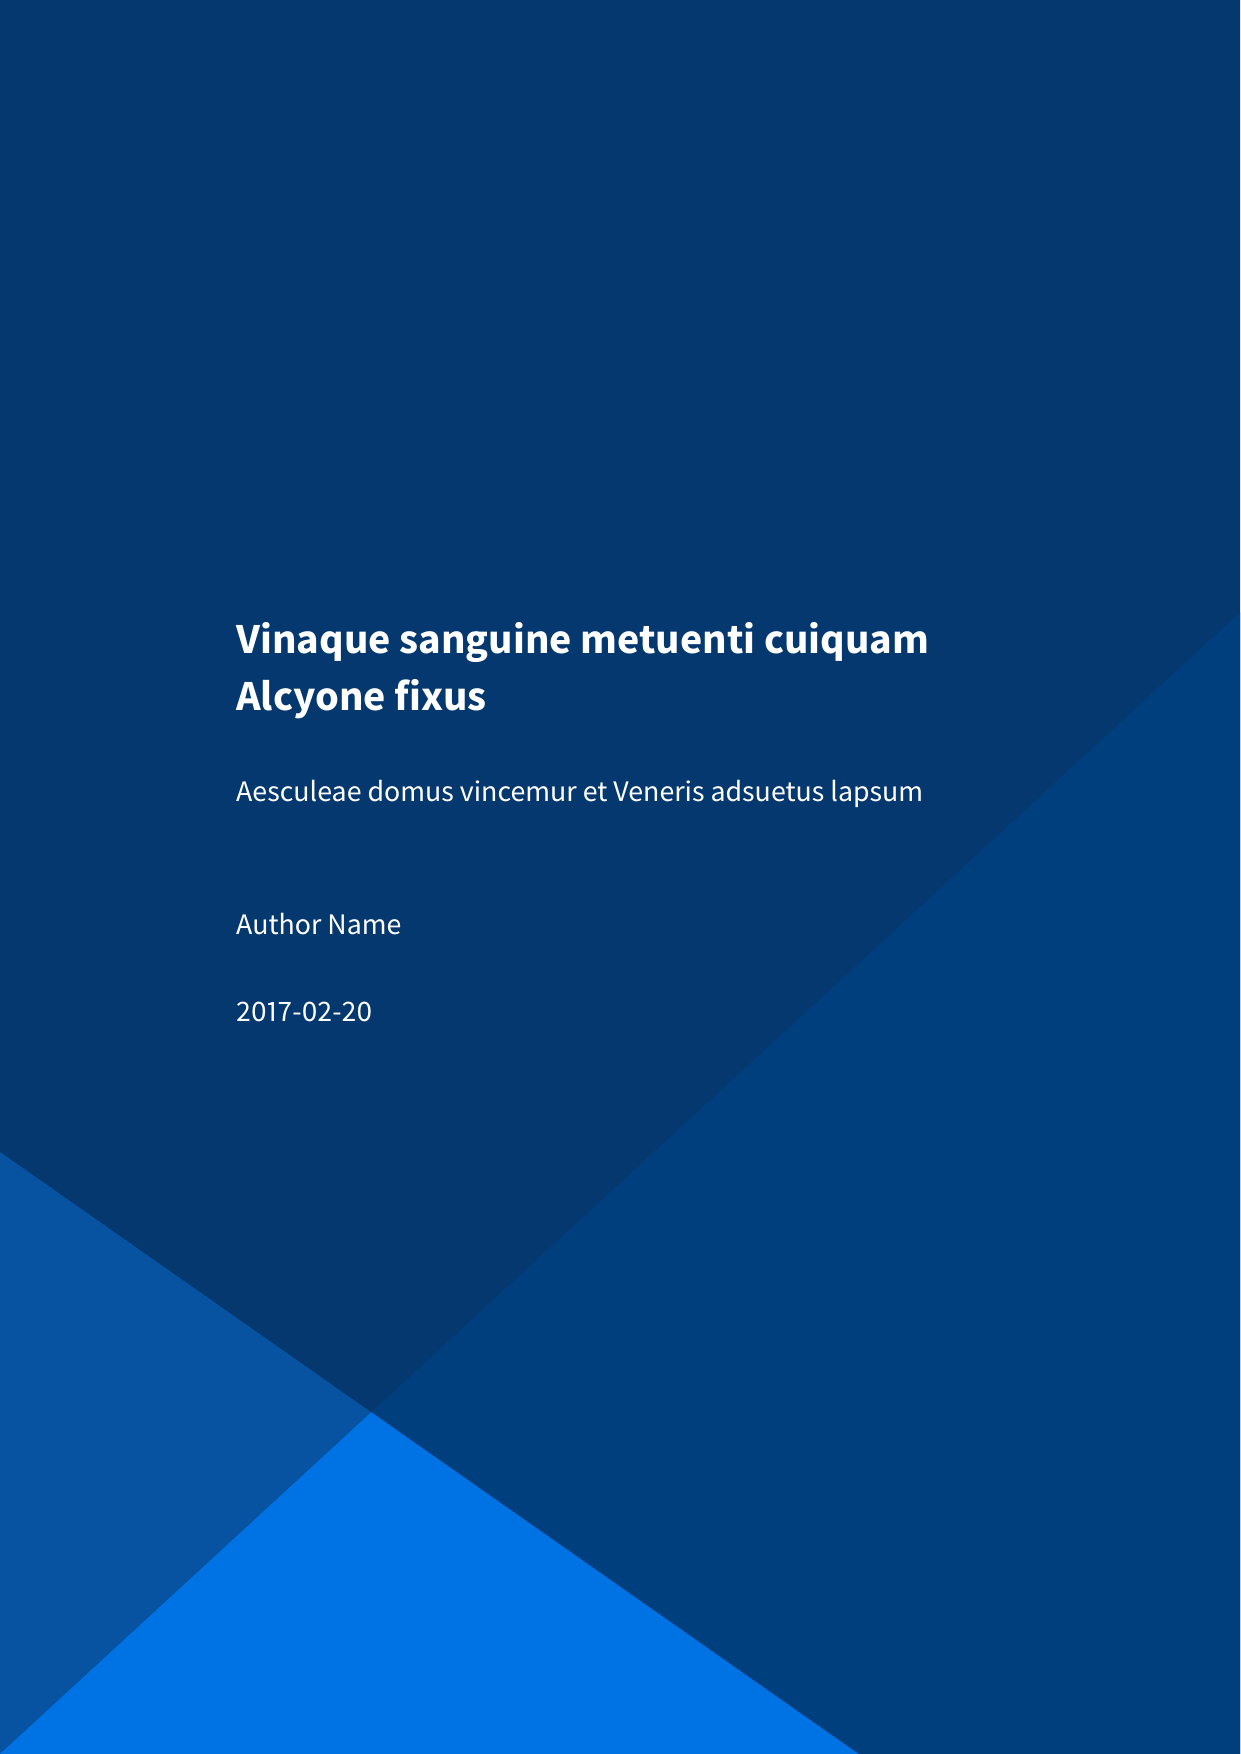 Vinaque sanguine metuenti cuiquam
Alcyone fixus
Aesculeae domus vincemur et Veneris adsuetus lapsum
Author Name
2017-02-20